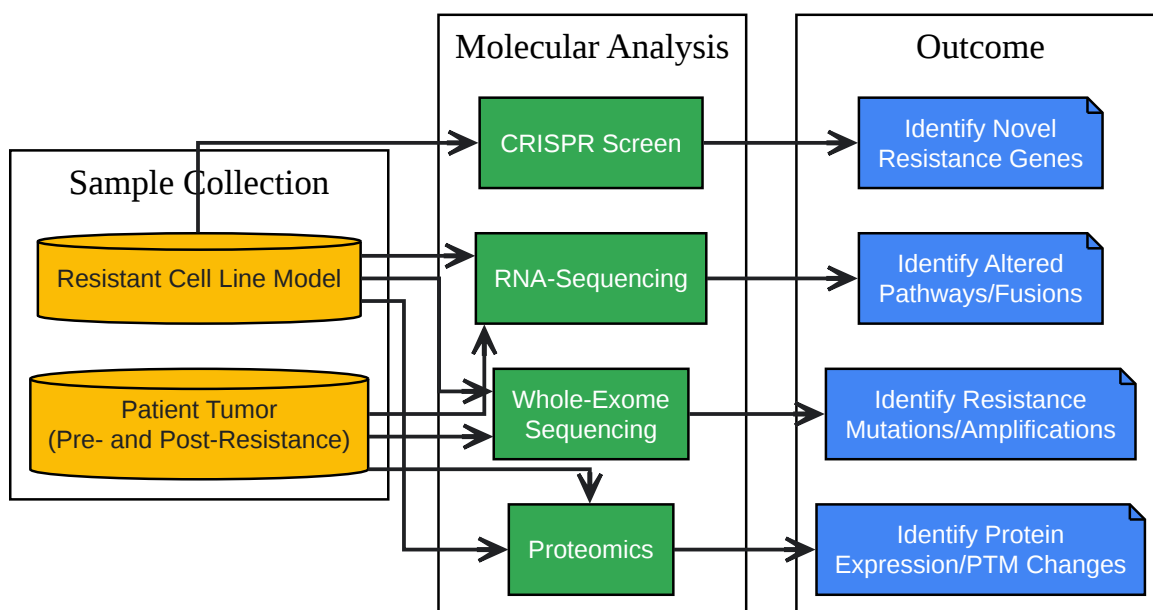 Sample Collection
Resistant Cell Line Model
Patient Tumor
(Pre- and Post-Resistance)
Molecular Analysis
CRISPR Screen
RNA-Sequencing
Whole-Exome
Sequencing
Proteomics
Outcome
Identify Novel
Resistance Genes
Identify Altered
Pathways/Fusions
Identify Resistance
Mutations/Amplifications
Identify Protein
Expression/PTM Changes